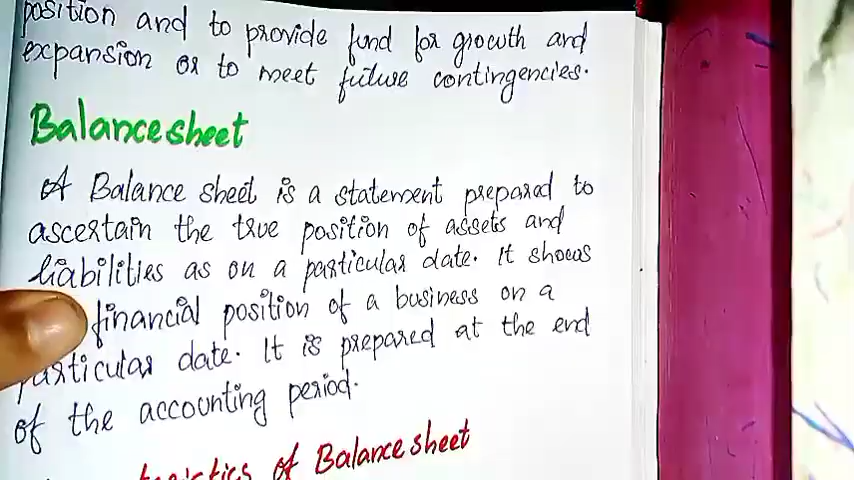 position and to provide fund for growth and
expansion or to meet future contingencies.
Balance sheet
A Balance sheet is a statement prepared to
ascertain the true position of assets and
liabilities as on a particular date. It shows
financial position of a business on a
particular date. It is prepared at the end
of the accounting period.
of Balance sheet